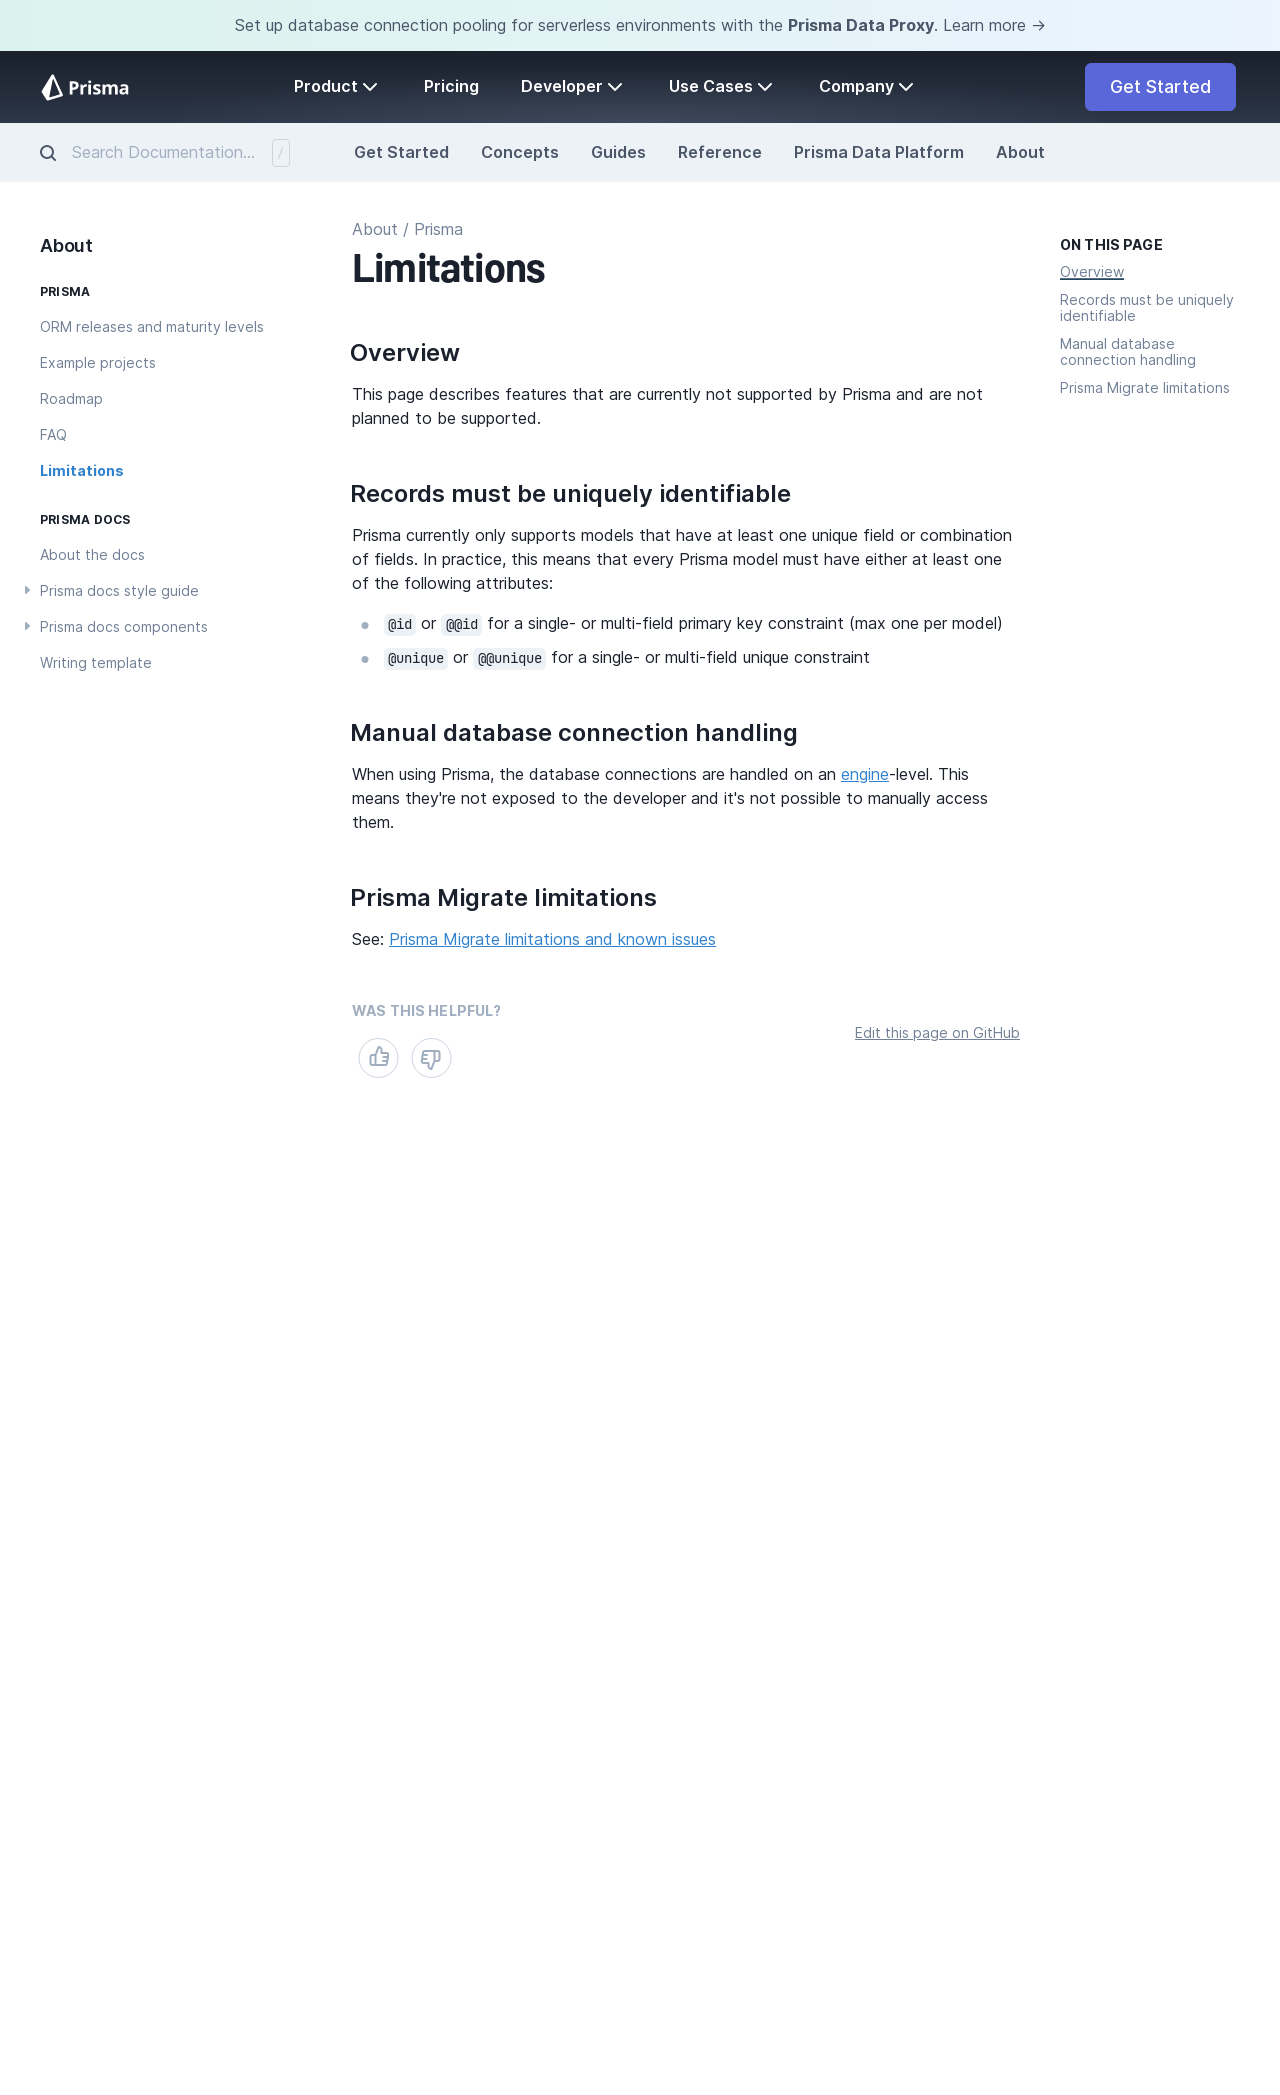 Set up database connection pooling for serverless environments with the Prisma Data Proxy. Learn more →
Prisma
Product
Pricing
Developer
Use Cases
Company
Get Started
Search Documentation...
/
Get Started
Concepts
Guides
Reference
Prisma Data Platform
About
About
PRISMA
ORM releases and maturity levels
Example projects
Roadmap
FAQ
Limitations
PRISMA DOCS
About the docs
Prisma docs style guide
Prisma docs components
Writing template
About / Prisma
Limitations
Overview
This page describes features that are currently not supported by Prisma and are not
planned to be supported.
Records must be uniquely identifiable
Prisma currently only supports models that have at least one unique field or combination
of fields. In practice, this means that every Prisma model must have either at least one
of the following attributes:
@id or @@id for a single- or multi-field primary key constraint (max one per model)
@unique or @@unique for a single- or multi-field unique constraint
Manual database connection handling
When using Prisma, the database connections are handled on an engine-level. This
means they're not exposed to the developer and it's not possible to manually access
them.
Prisma Migrate limitations
See: Prisma Migrate limitations and known issues
WAS THIS HELPFUL?
Edit this page on GitHub
ON THIS PAGE
Overview
Records must be uniquely
identifiable
Manual database
connection handling
Prisma Migrate limitations